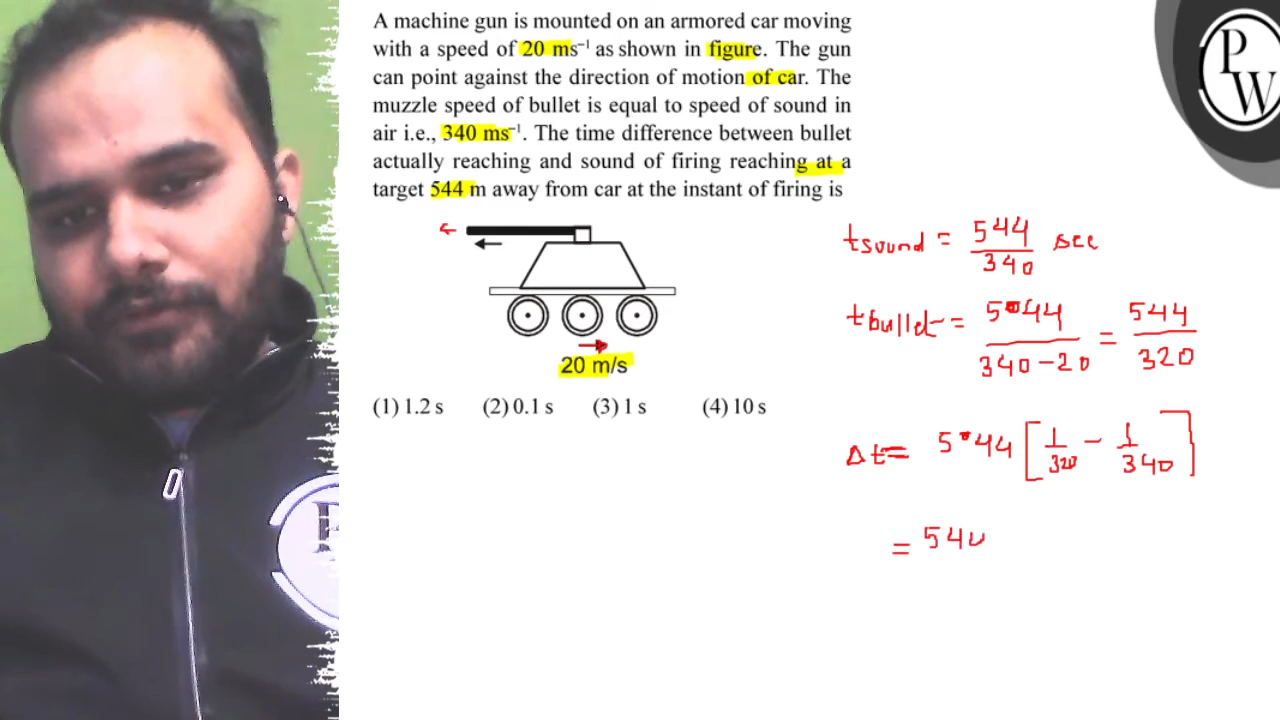 A machine gun is mounted on an armored car moving
with a speed of 20 ms⁻¹ as shown in figure. The gun
can point against the direction of motion of car. The
muzzle speed of bullet is equal to speed of sound in
air i.e., 340 ms⁻¹. The time difference between bullet
actually reaching and sound of firing reaching at a
target 544 m away from car at the instant of firing is
20 m/s
(1) 1.2 s (2) 0.1 s (3) 1 s (4) 10 s
tsound = 544/340 sec
tbullet = 544/340-20 = 544/320
Δt = 544 [1/320 - 1/340]
= 540
P
W